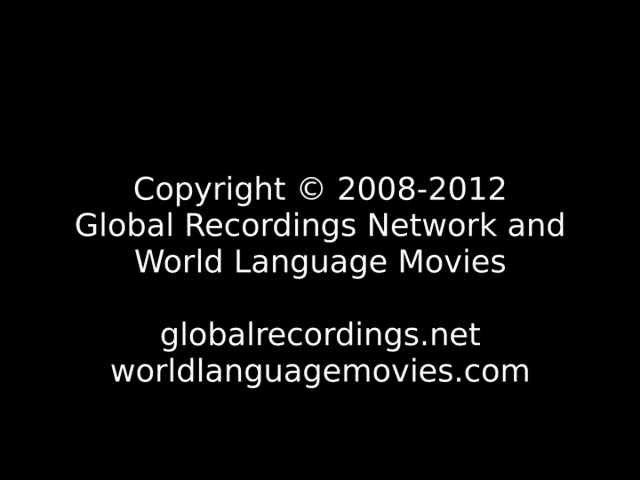 Copyright © 2008-2012
Global Recordings Network and
World Language Movies
globalrecordings.net
worldlanguagemovies.com